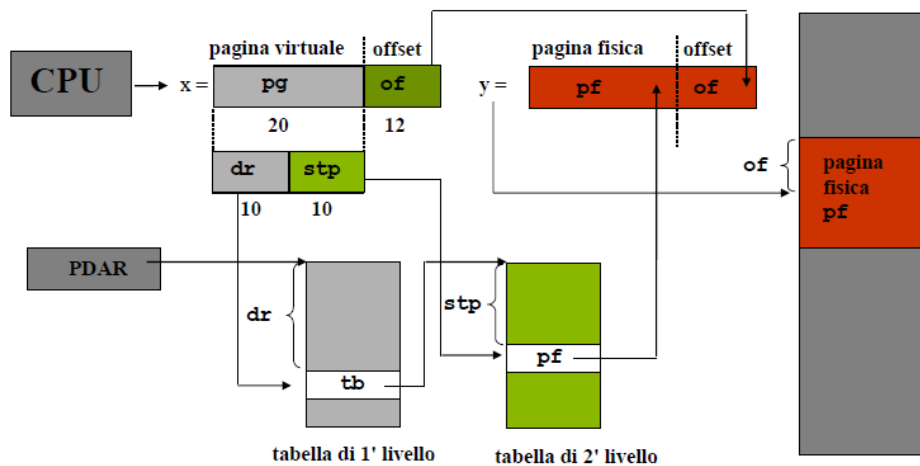 pagina virtuale offset
pagina fisica offset
CPU
x = pg of
y = pf of
20 12
dr stp
10 10
of
pagina
fisica
pf
PDAR
dr
stp
tb
pf
tabella di 1' livello
tabella di 2' livello